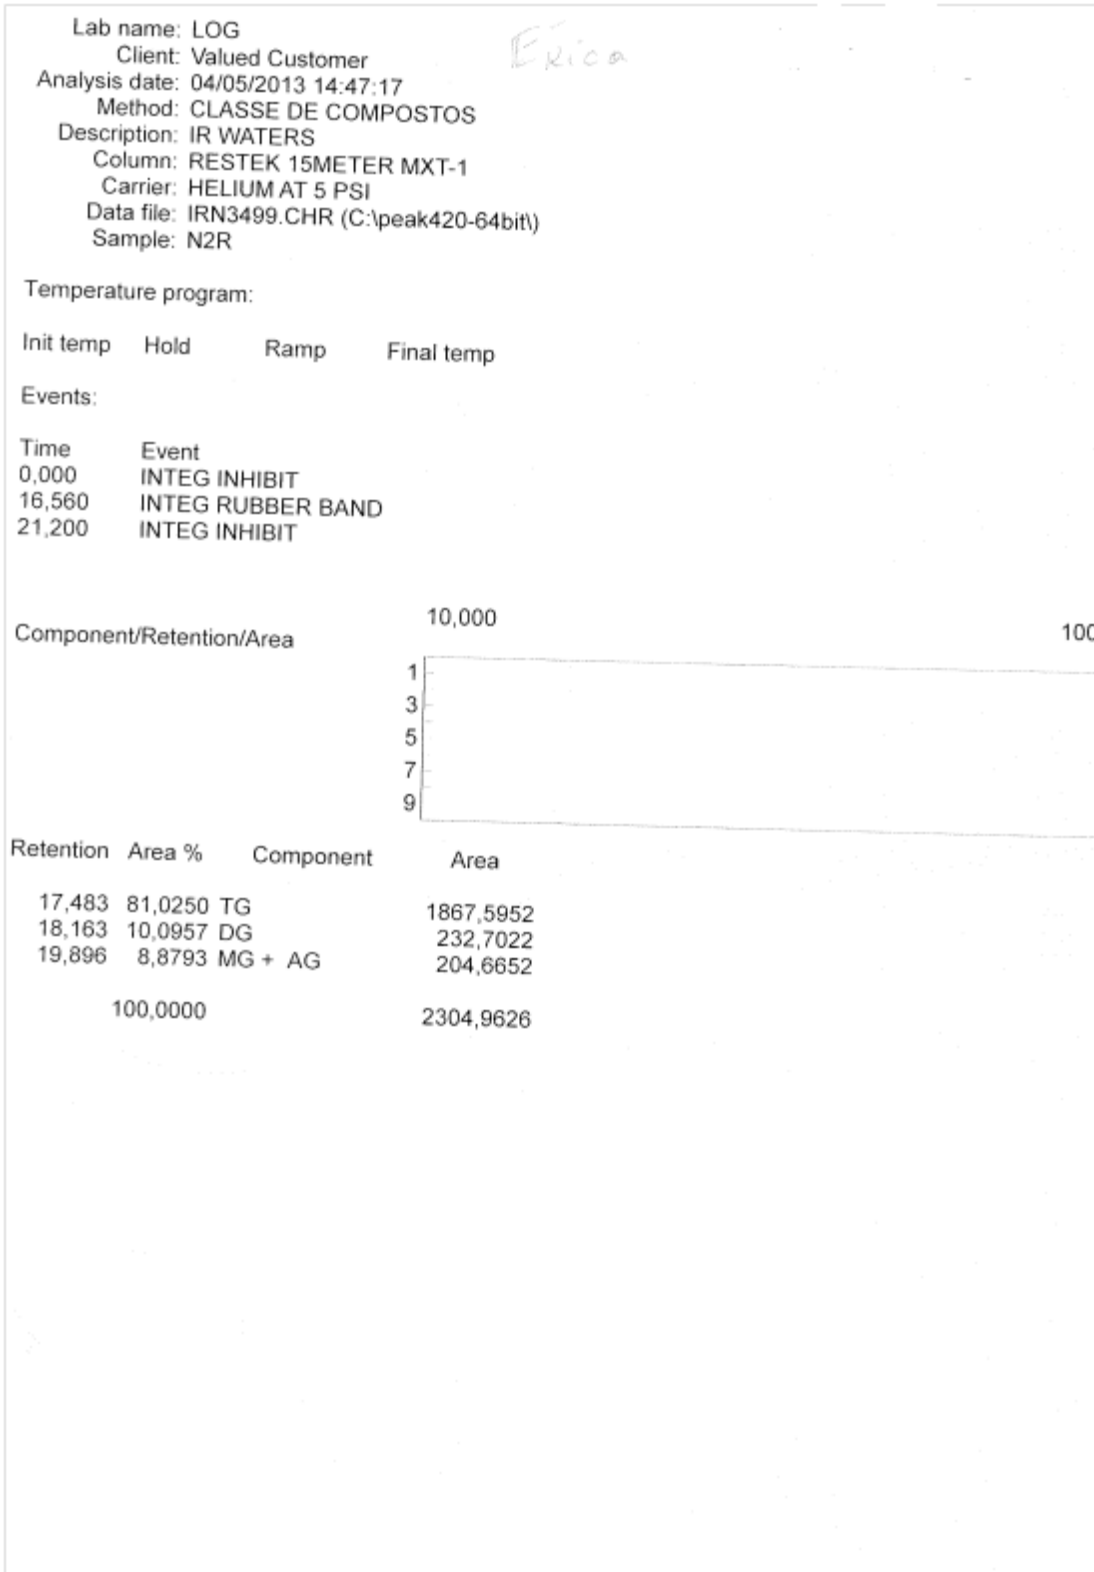 Erica
Lab name: LOG
Client: Valued Customer
Analysis date: 04/05/2013 14:47:17
Method: CLASSE DE COMPOSTOS
Description: IR WATERS
Column: RESTEK 15METER MXT-1
Carrier: HELIUM AT 5 PSI
Data file: IRN3499.CHR (C:\peak420-64bit\)
Sample: N2R
Temperature program:
Init temp Hold Ramp Final temp
Events:
Time Event
0,000 INTEG INHIBIT
16,560 INTEG RUBBER BAND
21,200 INTEG INHIBIT
Component/Retention/Area 10,000 100
1
3
5
7
9
Retention Area % Component Area
17,483 81,0250 TG 1867,5952
18,163 10,0957 DG 232,7022
19,896 8,8793 MG + AG 204,6652
100,0000 2304,9626